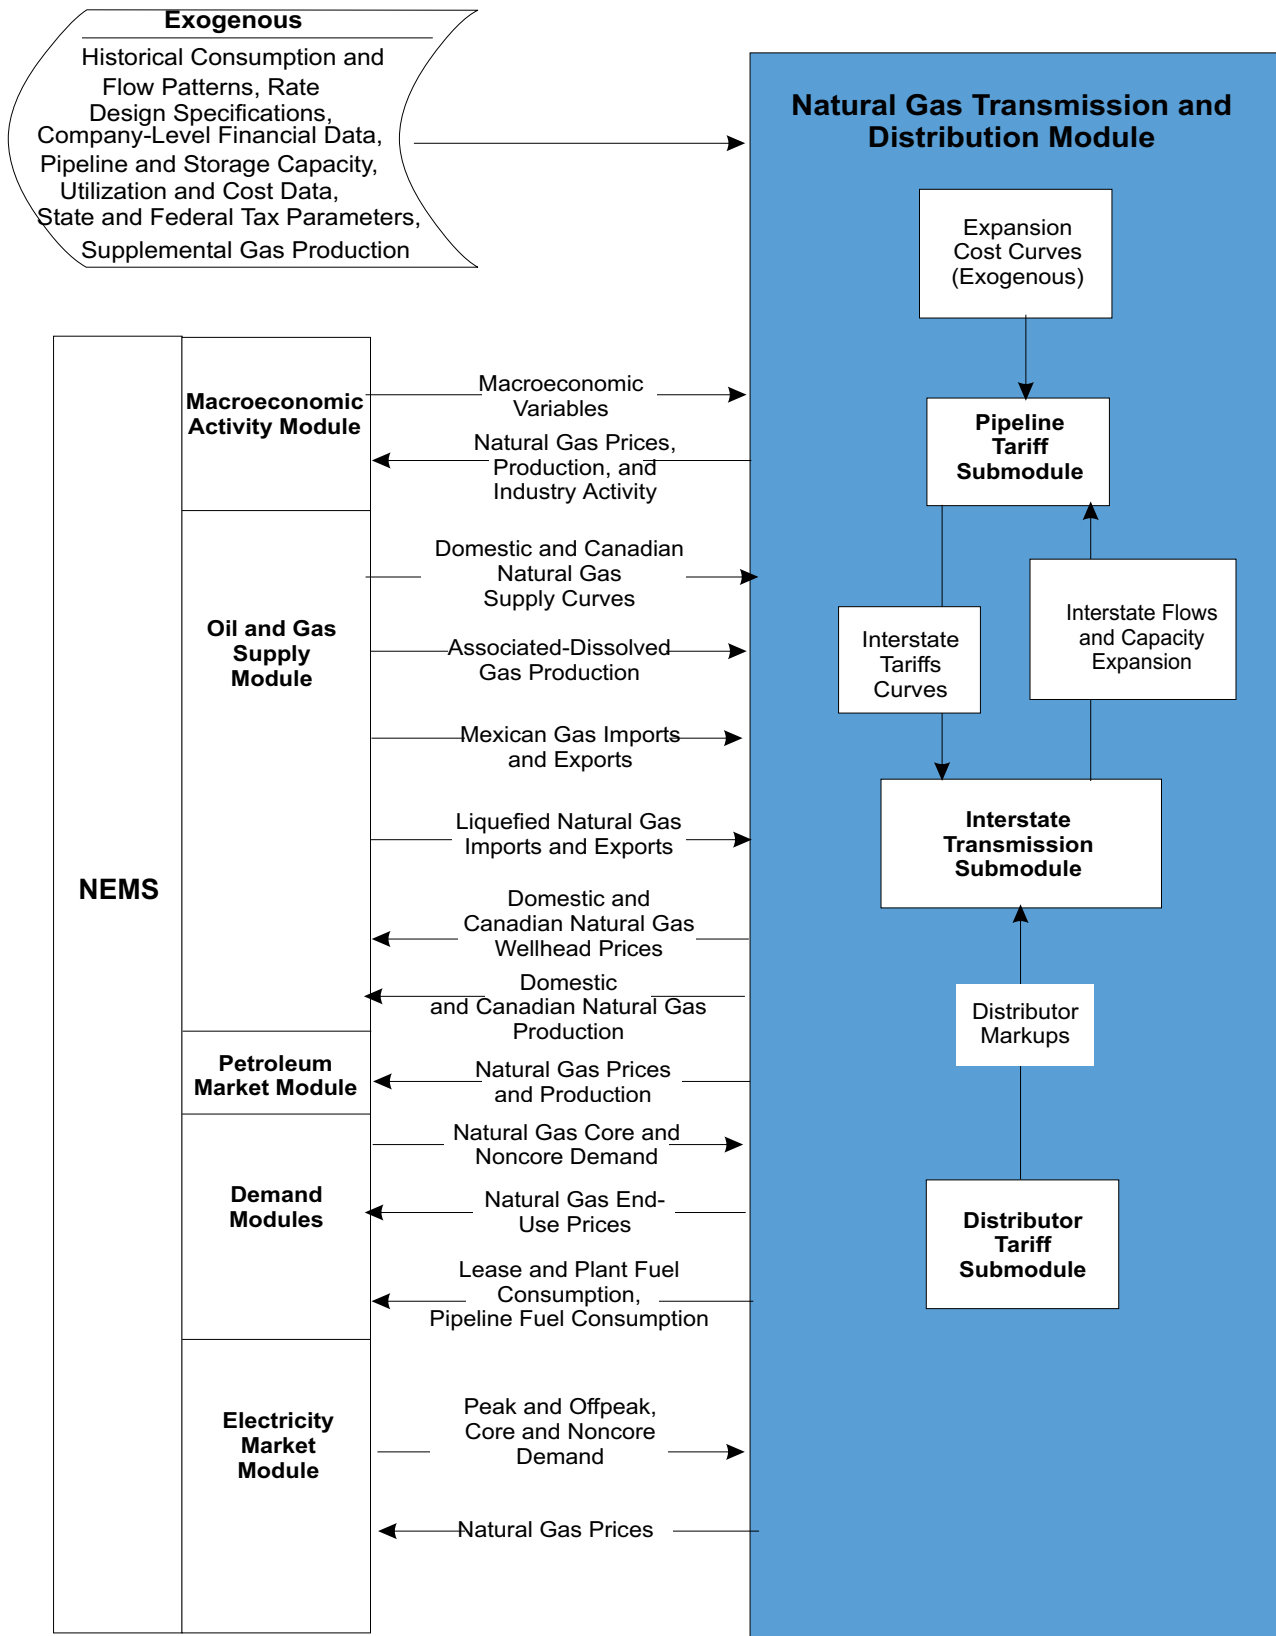 Exogenous
Historical Consumption and
Flow Patterns, Rate
Design Specifications,
Company-Level Financial Data,
Pipeline and Storage Capacity,
Utilization and Cost Data,
State and Federal Tax Parameters,
Supplemental Gas Production
Natural Gas Transmission and
Distribution Module
Expansion
Cost Curves
(Exogenous)
Pipeline
Tariff
Submodule
Interstate
Tariffs
Curves
Interstate Flows
and Capacity
Expansion
Interstate
Transmission
Submodule
Distributor
Markups
Distributor
Tariff
Submodule
NEMS
Macroeconomic
Activity Module
Macroeconomic
Variables
Natural Gas Prices,
Production, and
Industry Activity
Oil and Gas
Supply
Module
Domestic and Canadian
Natural Gas
Supply Curves
Associated-Dissolved
Gas Production
Mexican Gas Imports
and Exports
Liquefied Natural Gas
Imports and Exports
Domestic and
Canadian Natural Gas
Wellhead Prices
Domestic
and Canadian Natural Gas
Production
Petroleum
Market Module
Natural Gas Prices
and Production
Demand
Modules
Natural Gas Core and
Noncore Demand
Natural Gas End-
Use Prices
Lease and Plant Fuel
Consumption,
Pipeline Fuel Consumption
Electricity
Market
Module
Peak and Offpeak,
Core and Noncore
Demand
Natural Gas Prices